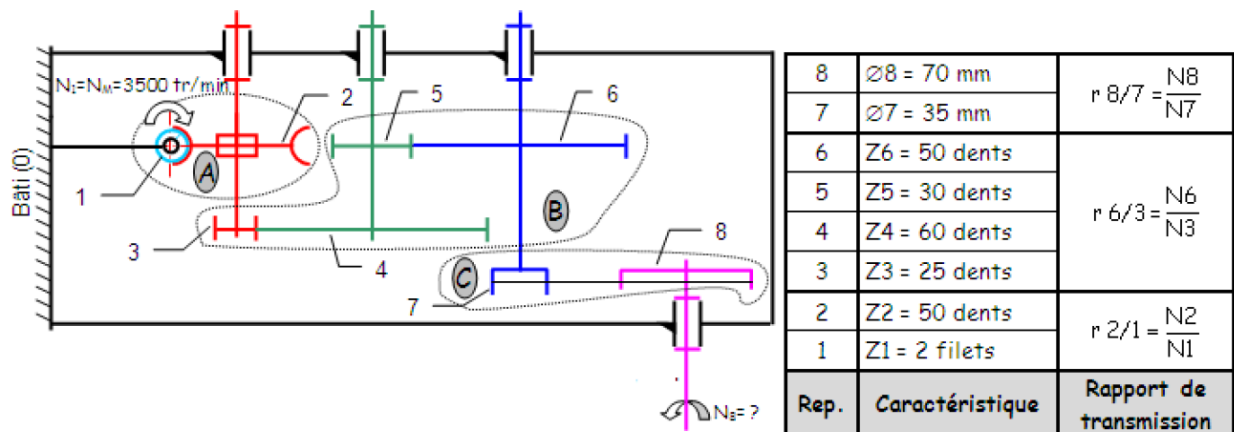 N₁=Nₘ=3500 tr/min
2
5
6
Bâti (0)
1
A
B
3
4
8
C
7
N₈= ?
8 Ø8 = 70 mm r 8/7 = N8/N7
7 Ø7 = 35 mm
6 Z6 = 50 dents r 6/3 = N6/N3
5 Z5 = 30 dents
4 Z4 = 60 dents
3 Z3 = 25 dents
2 Z2 = 50 dents r 2/1 = N2/N1
1 Z1 = 2 filets
Rep. Caractéristique Rapport de transmission